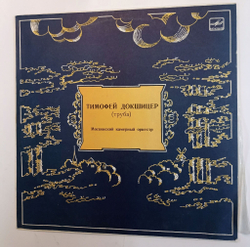 ТИМОФЕЙ ДОКШИЦЕР
(труба)
Московский камерный оркестр